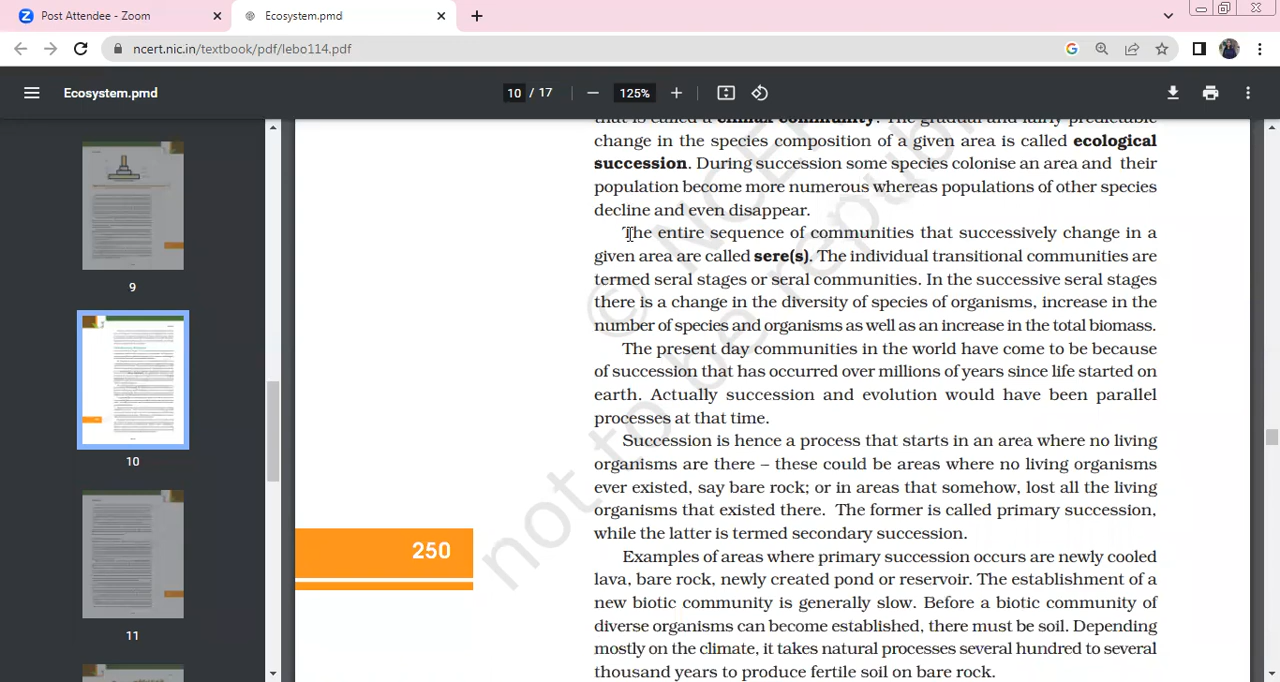 Post Attendee - Zoom
Ecosystem.pmd
ncert.nic.in/textbook/pdf/lebo114.pdf
Ecosystem.pmd
10 / 17
125%
9
10
11
that is called a climax community. The gradual and fairly predictable
change in the species composition of a given area is called ecological
succession. During succession some species colonise an area and their
population become more numerous whereas populations of other species
decline and even disappear.
The entire sequence of communities that successively change in a
given area are called sere(s). The individual transitional communities are
termed seral stages or seral communities. In the successive seral stages
there is a change in the diversity of species of organisms, increase in the
number of species and organisms as well as an increase in the total biomass.
The present day communities in the world have come to be because
of succession that has occurred over millions of years since life started on
earth. Actually succession and evolution would have been parallel
processes at that time.
Succession is hence a process that starts in an area where no living
organisms are there – these could be areas where no living organisms
ever existed, say bare rock; or in areas that somehow, lost all the living
organisms that existed there. The former is called primary succession,
while the latter is termed secondary succession.
Examples of areas where primary succession occurs are newly cooled
lava, bare rock, newly created pond or reservoir. The establishment of a
new biotic community is generally slow. Before a biotic community of
diverse organisms can become established, there must be soil. Depending
mostly on the climate, it takes natural processes several hundred to several
thousand years to produce fertile soil on bare rock.
250
© NCE
not to be republ